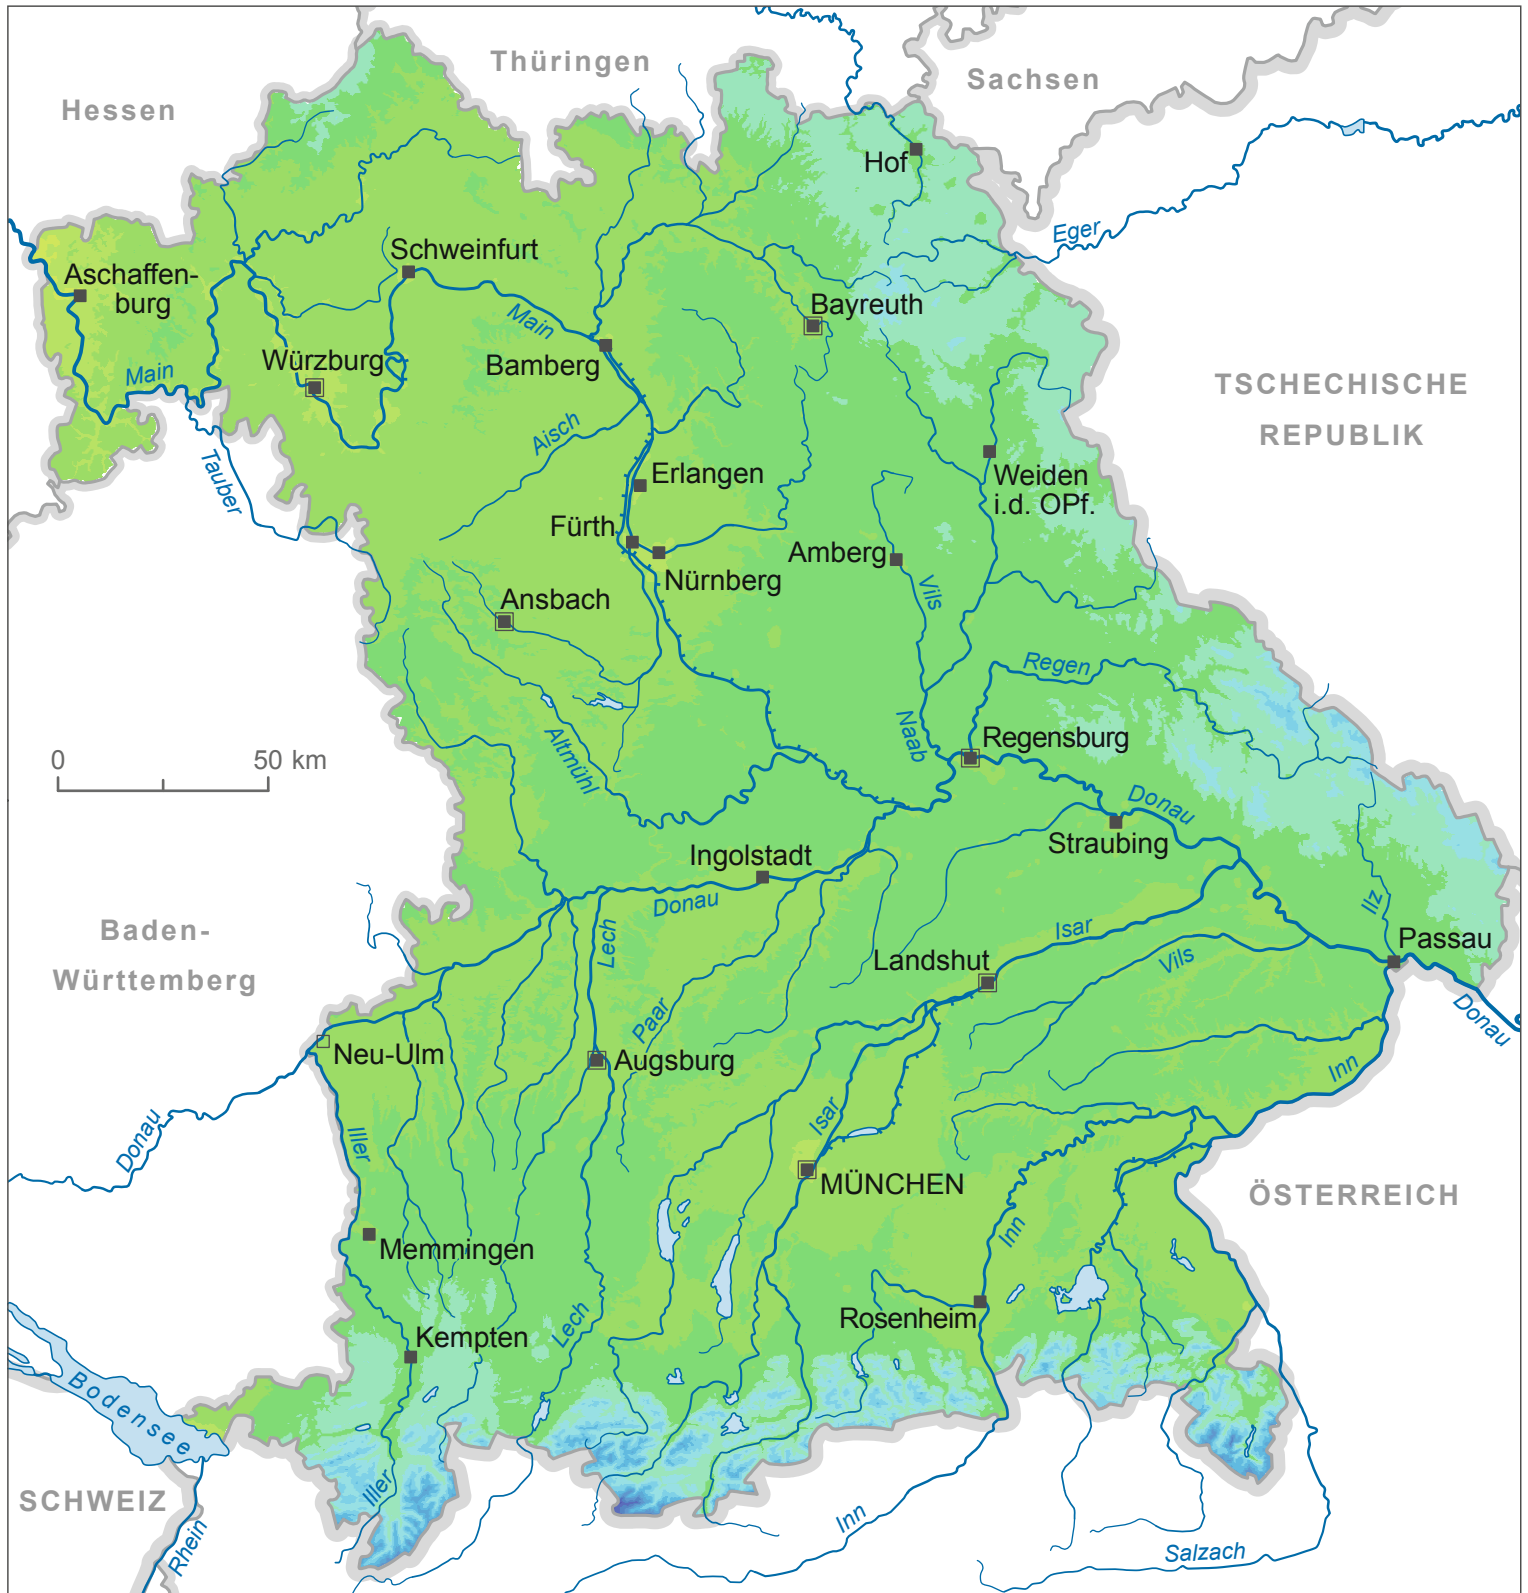 Thüringen
Sachsen
Hessen
Hof
Eger
Schweinfurt
Aschaffen-
burg
Bayreuth
Main
Bamberg
Würzburg
Main
TSCHECHISCHE
REPUBLIK
Aisch
Tauber
Erlangen
Weiden
i.d. OPf.
Fürth
Amberg
Nürnberg
Vils
Ansbach
Regen
Naab
Regensburg
Altmühl
0
50 km
Donau
Straubing
Ingolstadt
Donau
Lech
Ilz
Isar
Passau
Baden-
Württemberg
Landshut
Vils
Paar
Donau
Neu-Ulm
Augsburg
Inn
Isar
Donau
Iller
MÜNCHEN
ÖSTERREICH
Inn
Memmingen
Rosenheim
Lech
Kempten
Bodensee
Iller
SCHWEIZ
Inn
Rhein
Salzach